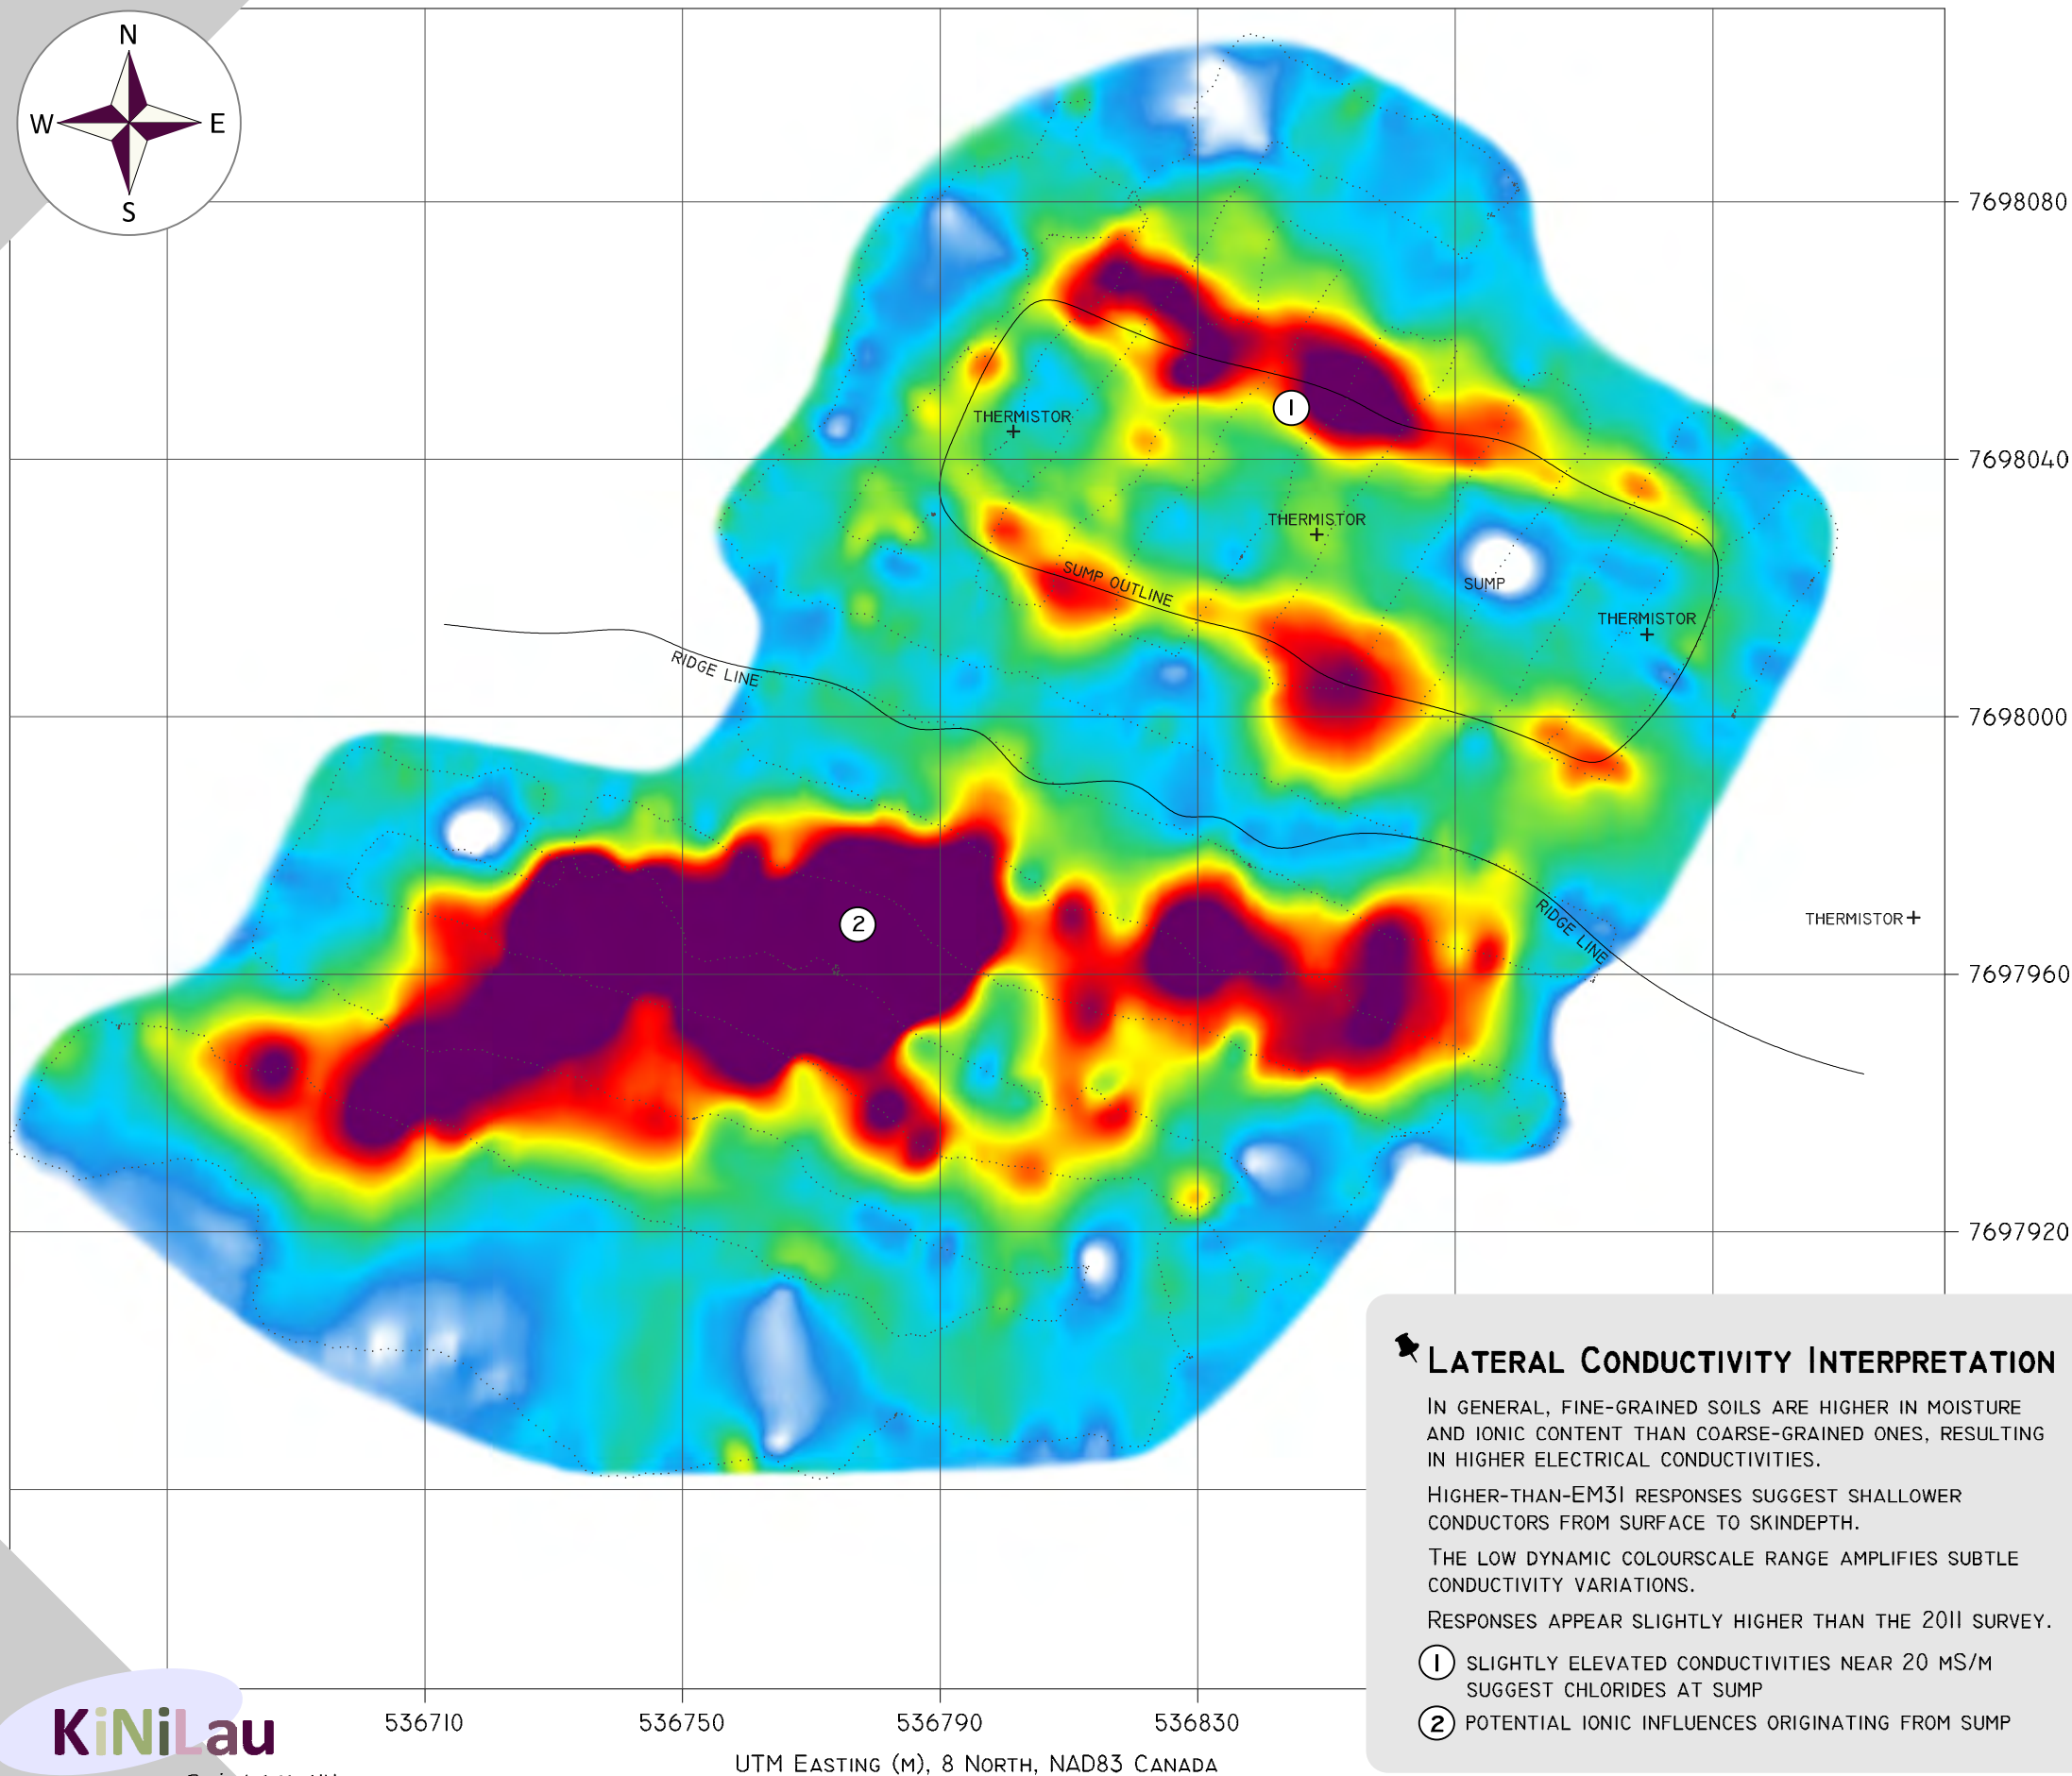 N
W E
S
7698080
7698040
7698000
7697960
7697920
THERMISTOR
THERMISTOR
SUMP
SUMP OUTLINE
THERMISTOR
RIDGE LINE
RIDGE LINE
THERMISTOR
1
2
LATERAL CONDUCTIVITY INTERPRETATION
IN GENERAL, FINE-GRAINED SOILS ARE HIGHER IN MOISTURE
AND IONIC CONTENT THAN COARSE-GRAINED ONES, RESULTING
IN HIGHER ELECTRICAL CONDUCTIVITIES.
HIGHER-THAN-EM31 RESPONSES SUGGEST SHALLOWER
CONDUCTORS FROM SURFACE TO SKINDEPTH.
THE LOW DYNAMIC COLOURSCALE RANGE AMPLIFIES SUBTLE
CONDUCTIVITY VARIATIONS.
RESPONSES APPEAR SLIGHTLY HIGHER THAN THE 2011 SURVEY.
1 SLIGHTLY ELEVATED CONDUCTIVITIES NEAR 20 MS/M
SUGGEST CHLORIDES AT SUMP
2 POTENTIAL IONIC INFLUENCES ORIGINATING FROM SUMP
KiNiLau
536710 536750 536790 536830
UTM EASTING (M), 8 NORTH, NAD83 CANADA